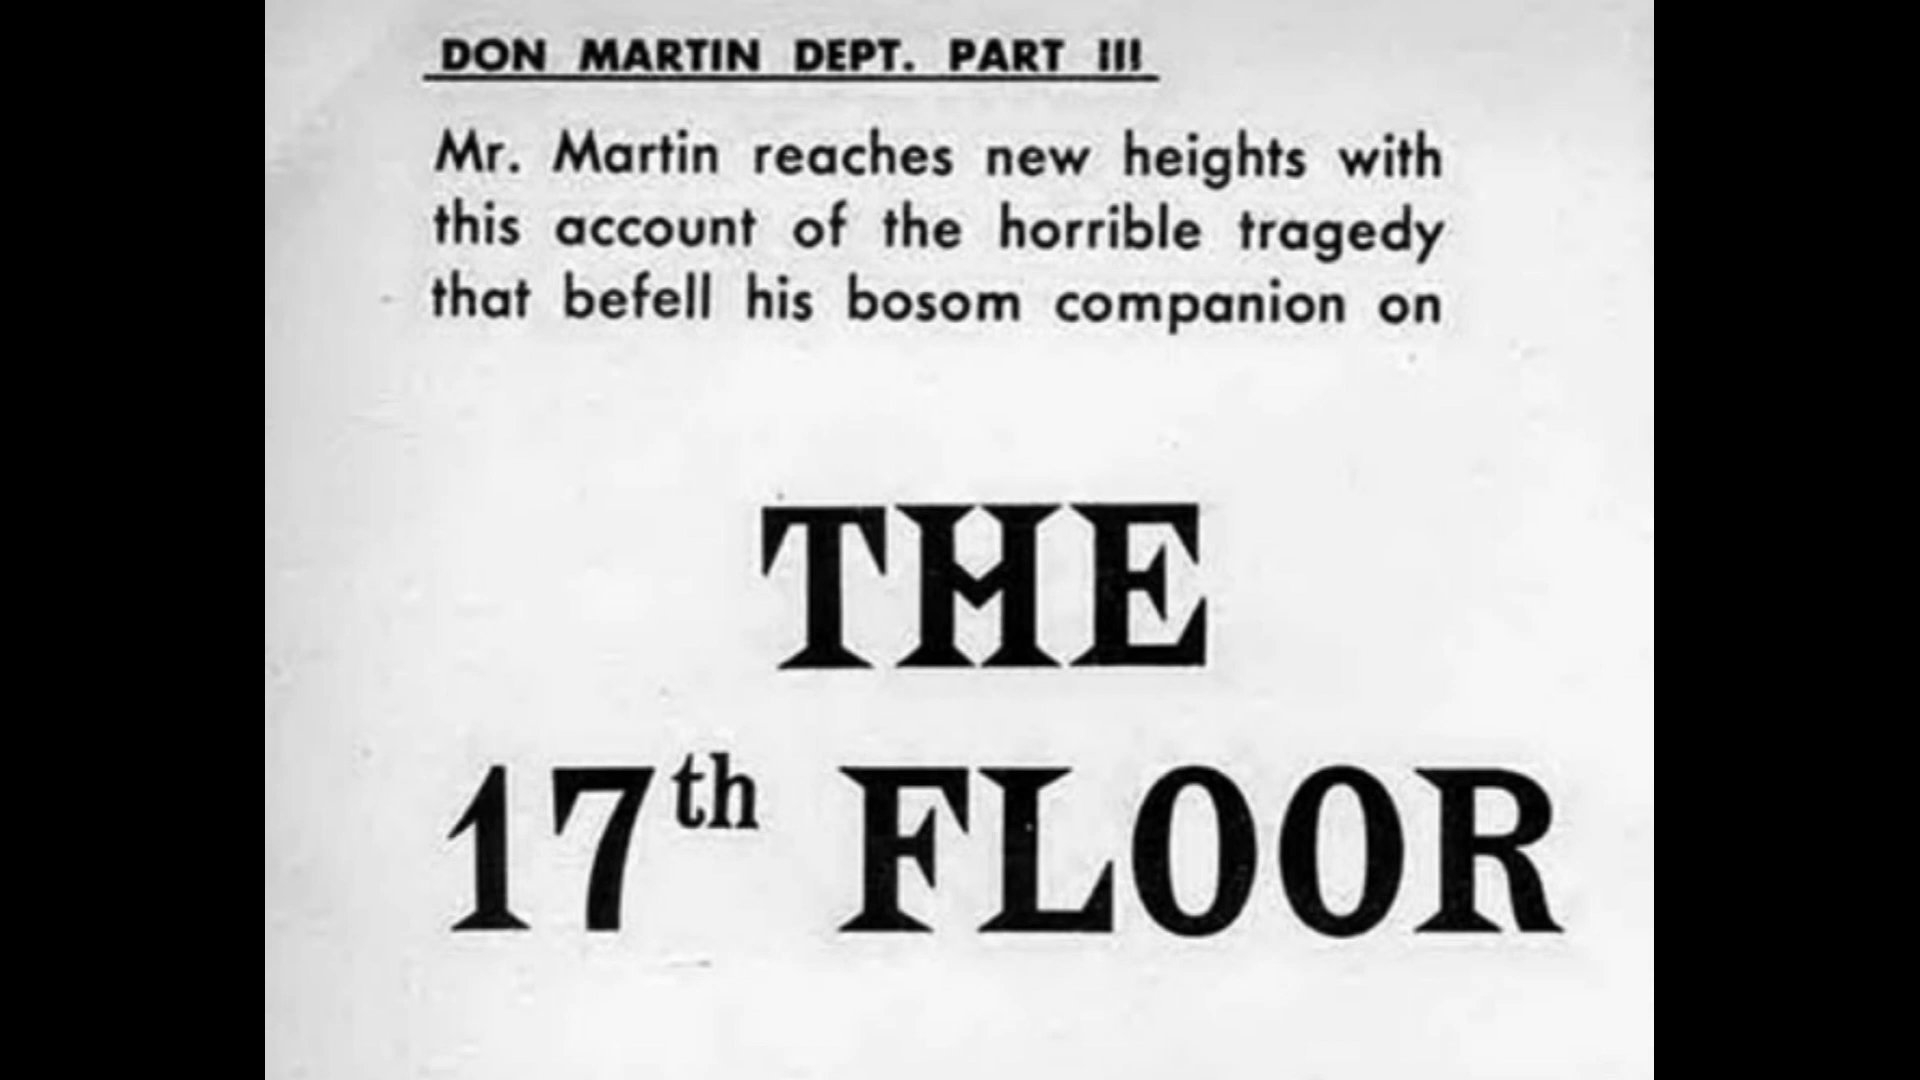 DON MARTIN DEPT. PART III
Mr. Martin reaches new heights with
this account of the horrible tragedy
that befell his bosom companion on
THE
17th FLOOR